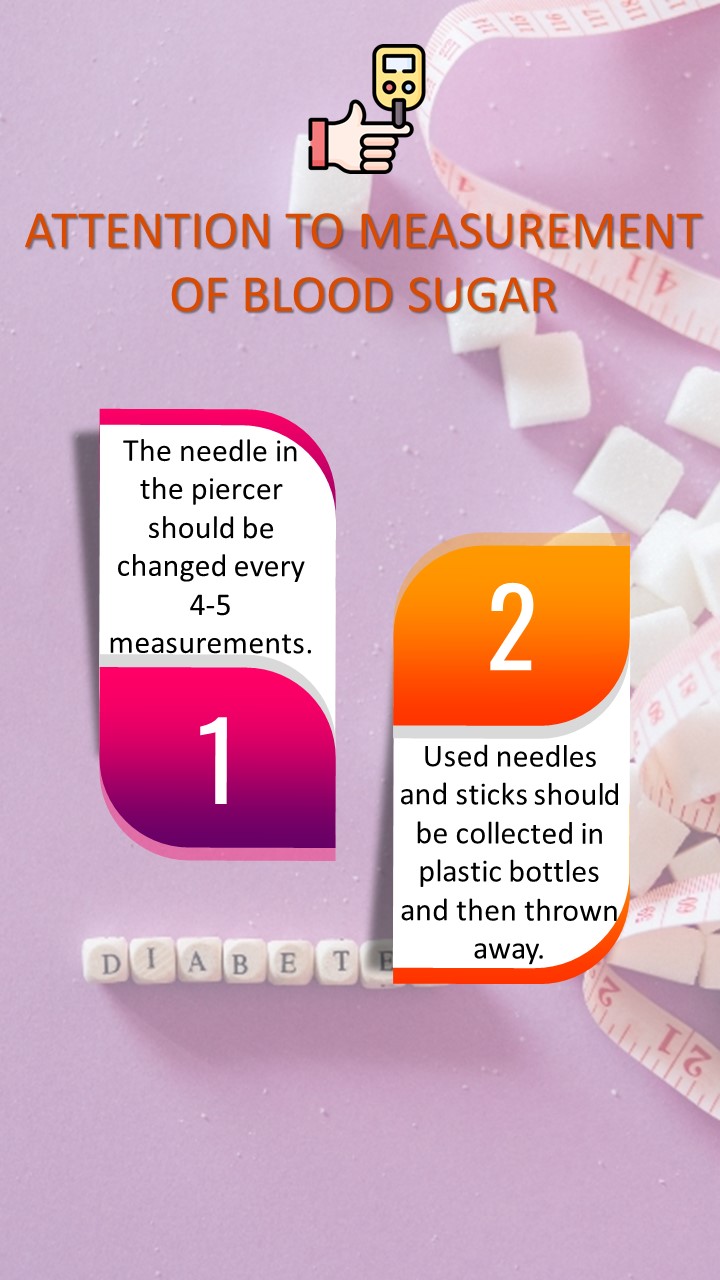 ATTENTION TO MEASUREMENT
OF BLOOD SUGAR
The needle in
the piercer
should be
changed every
4-5
measurements.
1
2
Used needles
and sticks should
be collected in
plastic bottles
and then thrown
away.
DIABETE